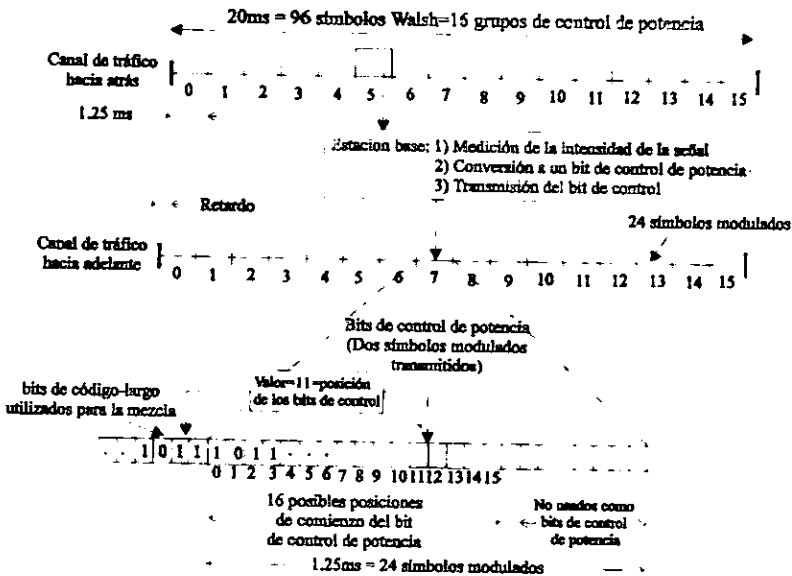 20ms = 96 símbolos Walsh=15 grupos de control de potencia
Canal de tráfico
hacia atrás
0 1 2 3 4 5 6 7 8 9 10 11 12 13 14 15
1.25 ms
Estacion base: 1) Medición de la intensidad de la señal
2) Conversión a un bit de control de potencia
3) Transmisión del bit de control
Retardo
24 símbolos modulados
Canal de tráfico
hacia adelante
0 1 2 3 4 5 6 7 8 9 10 11 12 13 14 15
Bits de control de potencia
(Dos símbolos modulados
transmitidos)
bits de código-largo
utilizados para la mezcla
Valor=11=posición
de los bits de control
1 0 1 1 1 0 1 1
0 1 2 3 4 5 6 7 8 9 10 11 12 13 14 15
16 posibles posiciones
de comienzo del bit
de control de potencia
No usados como
bits de control
de potencia
1.25ms = 24 símbolos modulados